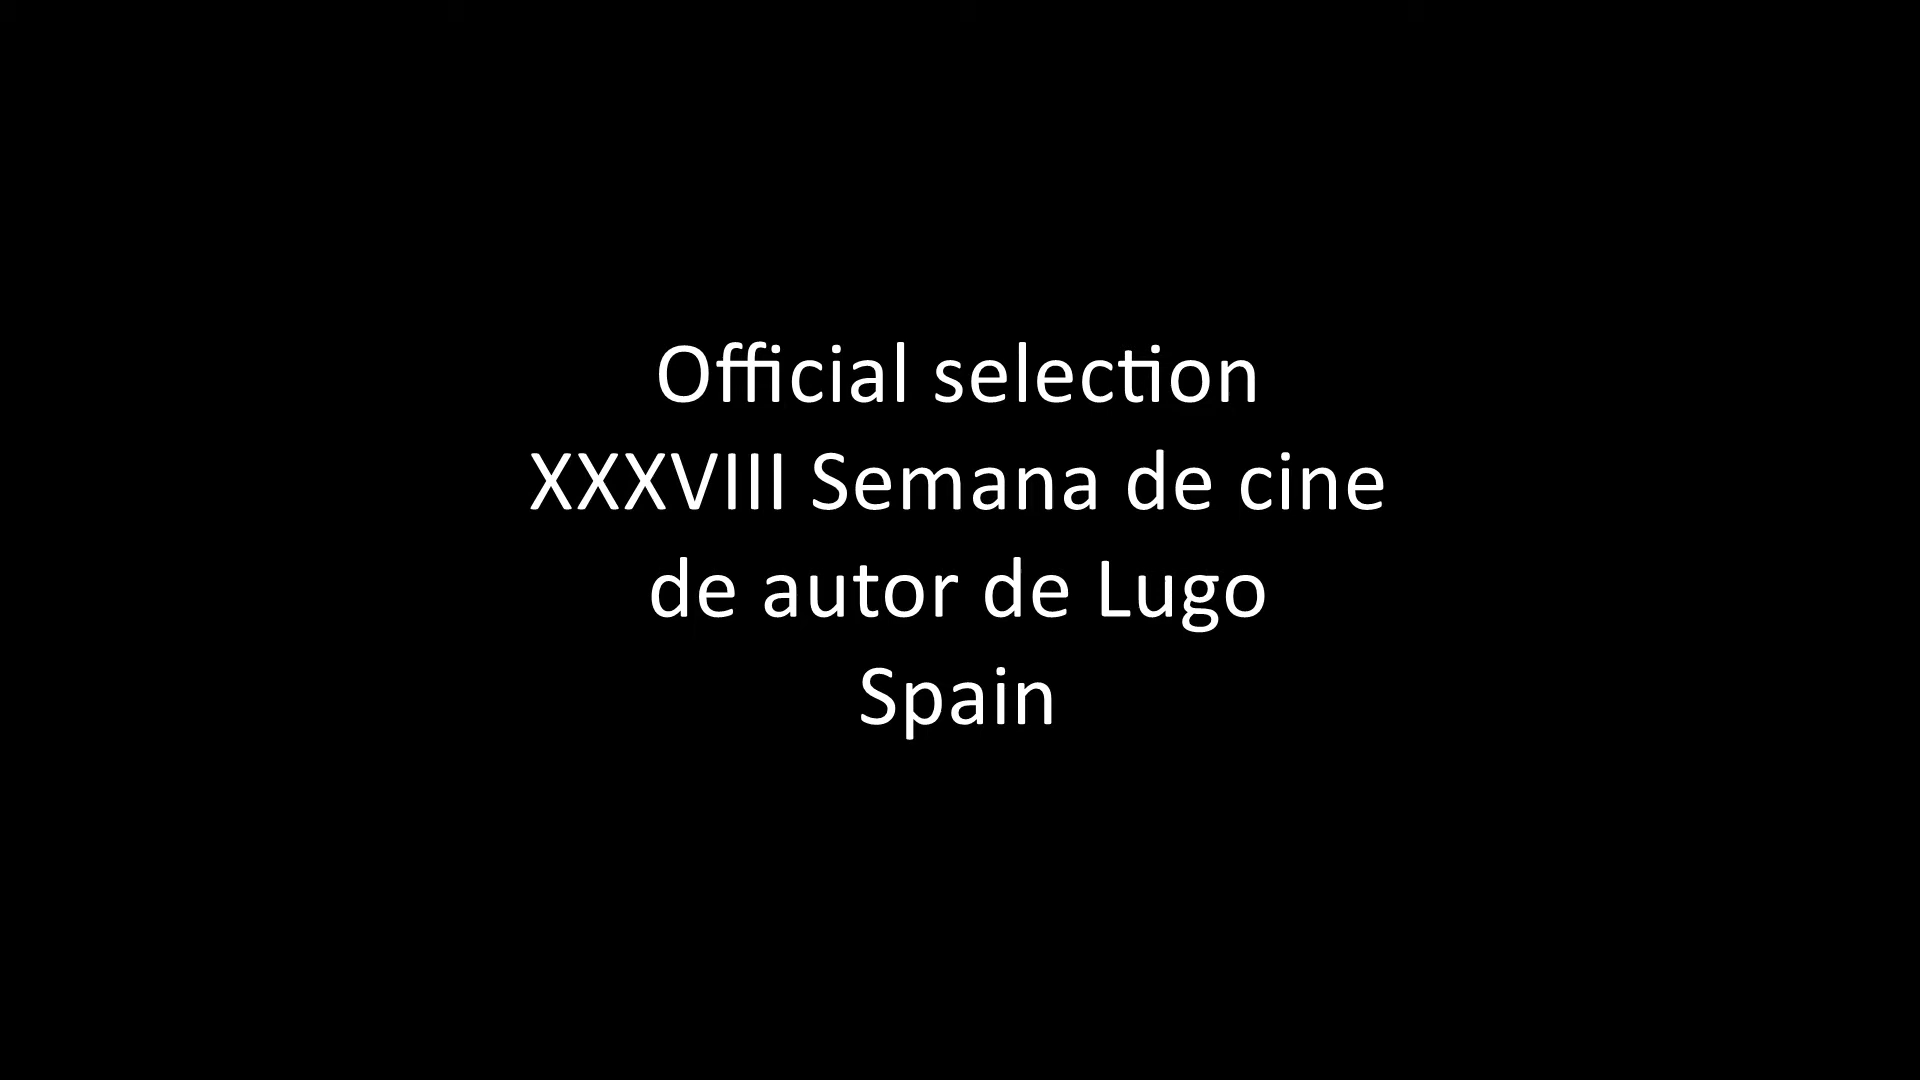 Official selection
XXXVIII Semana de cine
de autor de Lugo
Spain